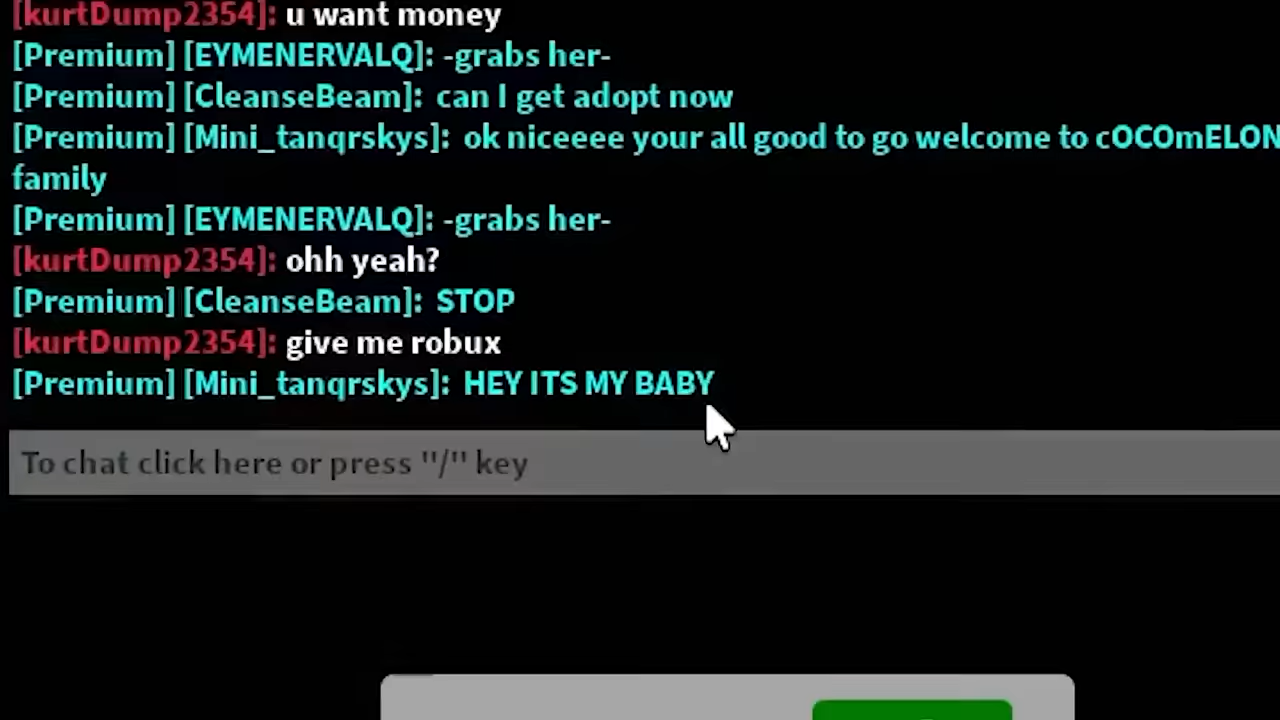 [kurtDump2354]: u want money
[Premium] [EYMENERVALQ]: -grabs her-
[Premium] [CleanseBeam]: can I get adopt now
[Premium] [Mini_tanqrskys]: ok niceeee your all good to go welcome to cOCOmELON
family
[Premium] [EYMENERVALQ]: -grabs her-
[kurtDump2354]: ohh yeah?
[Premium] [CleanseBeam]: STOP
[kurtDump2354]: give me robux
[Premium] [Mini_tanqrskys]: HEY ITS MY BABY
To chat click here or press "/" key